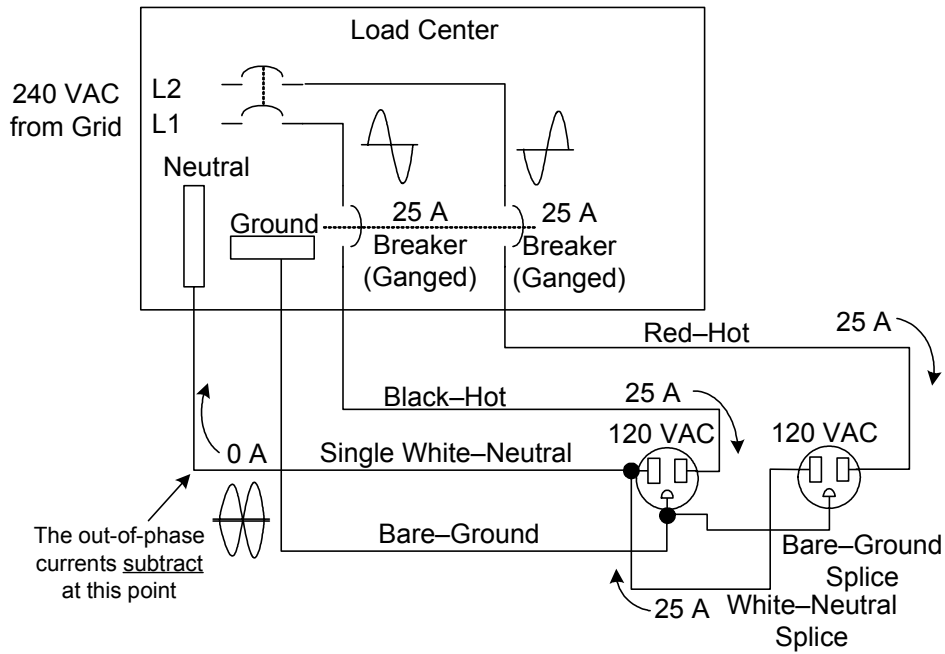 Load Center
240 VAC
from Grid
L2
L1
Neutral
Ground
25 A
Breaker
(Ganged)
25 A
Breaker
(Ganged)
Red–Hot
25 A
Black–Hot
25 A
120 VAC
120 VAC
0 A
Single White–Neutral
The out-of-phase
currents subtract
at this point
Bare–Ground
Bare–Ground
Splice
25 A
White–Neutral
Splice